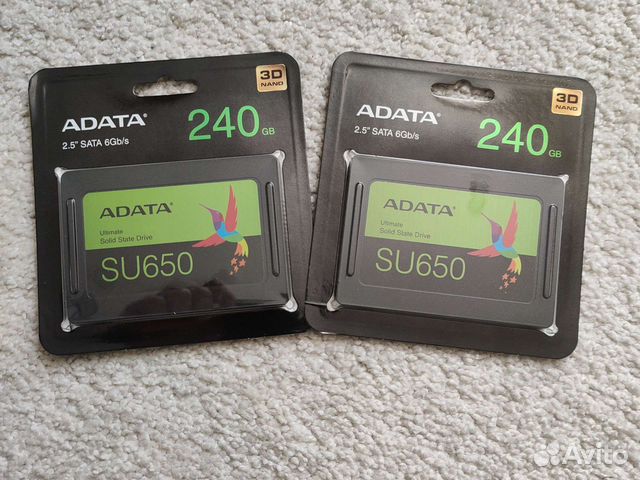 ADATA®
2.5" SATA 6Gb/s
240 GB
3D
NAND
ADATA®
Ultimate
Solid State Drive
SU650
ADATA®
2.5" SATA 6Gb/s
240 GB
3D
NAND
ADATA®
Ultimate
Solid State Drive
SU650
Avito